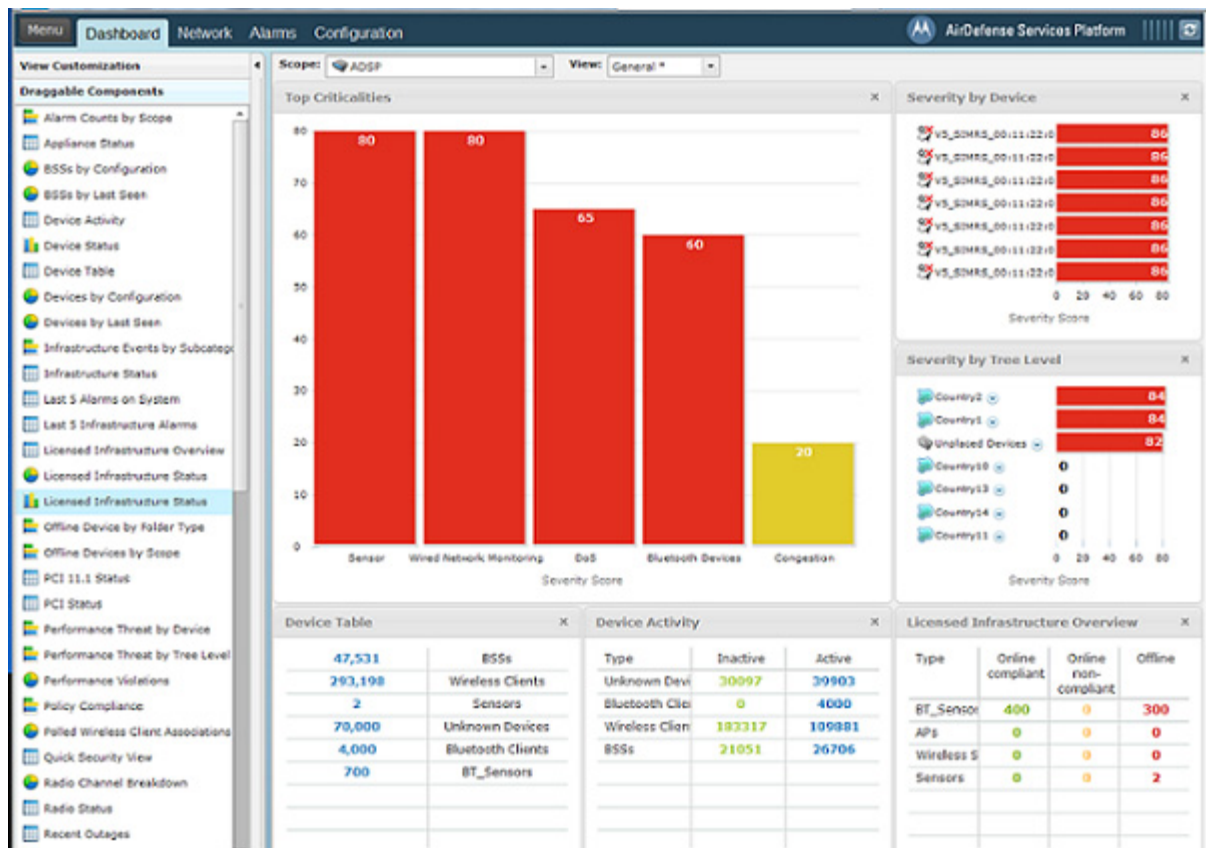 Menu Dashboard Network Alarms Configuration AirDefense Services Platform
View Customization
Draggable Components
Alarm Counts by Scope
Appliance Status
BSSs by Configuration
BSSs by Last Seen
Device Activity
Device Status
Device Table
Devices by Configuration
Devices by Last Seen
Infrastructure Events by Subcatego
Infrastructure Status
Last 5 Alarms on System
Last 5 Infrastructure Alarms
Licensed Infrastructure Overview
Licensed Infrastructure Status
Licensed Infrastructure Status
Offline Device by Folder Type
Offline Devices by Scope
PCI 11.1 Status
PCI Status
Performance Threat by Device
Performance Threat by Tree Level
Performance Violations
Policy Compliance
Polled Wireless Client Associations
Quick Security View
Radio Channel Breakdown
Radio Status
Recent Outages
Scope: ADSP View: General *
Top Criticalities
80
70
60
50
40
30
20
10
0
80 80 65 60 20
Sensor Wired Network Monitoring DoS Bluetooth Devices Congestion
Severity Score
Severity by Device
V5_SIMRS_00:11:22:0 86
V5_SIMRS_00:11:22:0 86
V5_SIMRS_00:11:22:0 86
V5_SIMRS_00:11:22:0 86
V5_SIMRS_00:11:22:0 86
V5_SIMRS_00:11:22:0 86
V5_SIMRS_00:11:22:0 86
0 20 40 60 80
Severity Score
Severity by Tree Level
Country2 84
Country1 84
Unplaced Devices 82
Country10 0
Country13 0
Country14 0
Country11 0
0 20 40 60 80
Severity Score
Device Table
47,531 BSSs
293,198 Wireless Clients
2 Sensors
70,000 Unknown Devices
4,000 Bluetooth Clients
700 BT_Sensors
Device Activity
Type Inactive Active
Unknown Devi 30097 39903
Bluetooth Clie 0 4000
Wireless Clien 183317 109881
BSSs 21051 26706
Licensed Infrastructure Overview
Type Online compliant Online non-compliant Offline
BT_Sensor 400 0 300
APs 0 0 0
Wireless S 0 0 0
Sensors 0 0 2